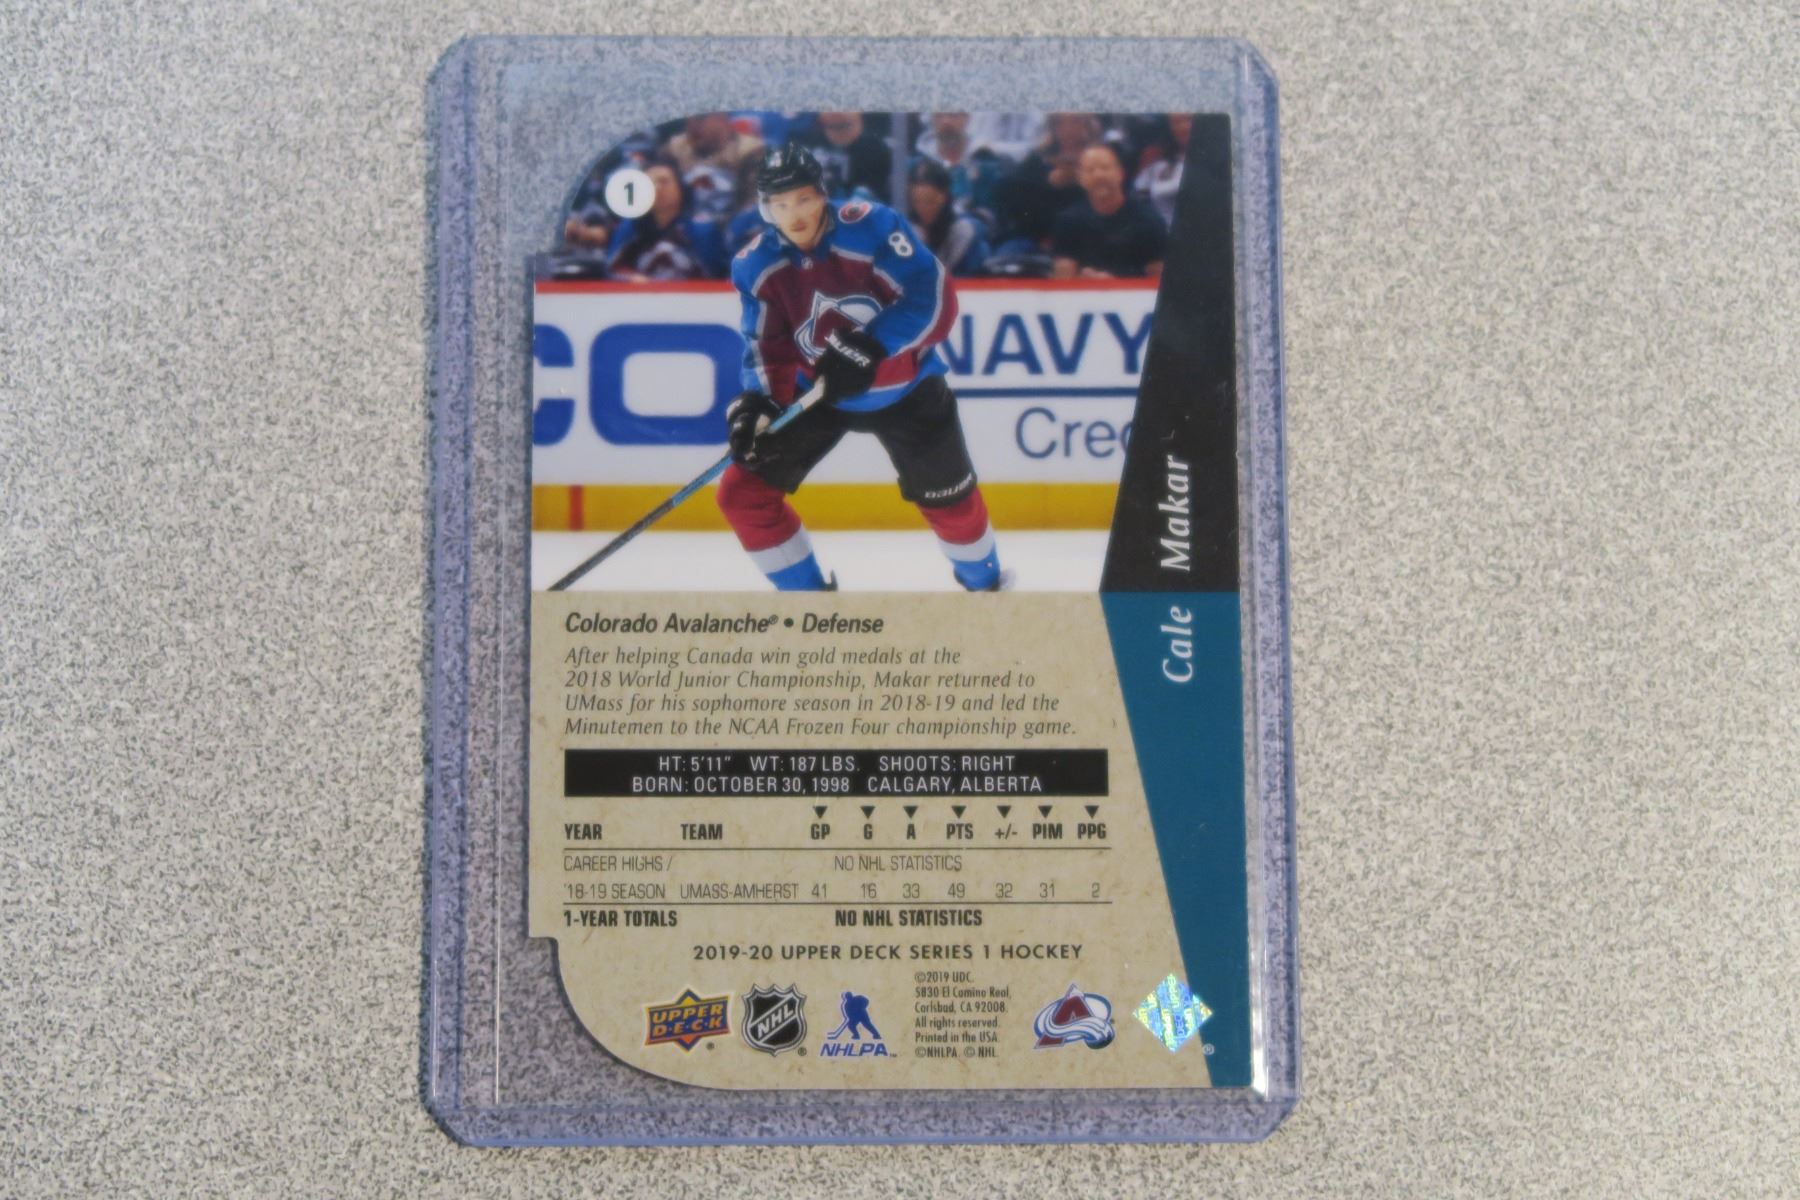 1
8
CO
NAVY
Cre
BAUER
BAUER
Cale Makar
Colorado Avalanche® • Defense
After helping Canada win gold medals at the
2018 World Junior Championship, Makar returned to
UMass for his sophomore season in 2018-19 and led the
Minutemen to the NCAA Frozen Four championship game.
HT: 5'11" WT: 187 LBS. SHOOTS: RIGHT
BORN: OCTOBER 30, 1998 CALGARY, ALBERTA
YEAR TEAM GP G A PTS +/- PIM PPG
CAREER HIGHS / NO NHL STATISTICS
'18-19 SEASON UMASS-AMHERST 41 16 33 49 32 31 2
1-YEAR TOTALS NO NHL STATISTICS
2019-20 UPPER DECK SERIES 1 HOCKEY
©2019 UDC.
5830 El Camino Real,
Carlsbad, CA 92008.
All rights reserved.
Printed in the USA.
©NHLPA. © NHL.
UPPER
D·E·C·K®
NHL®
NHLPA™